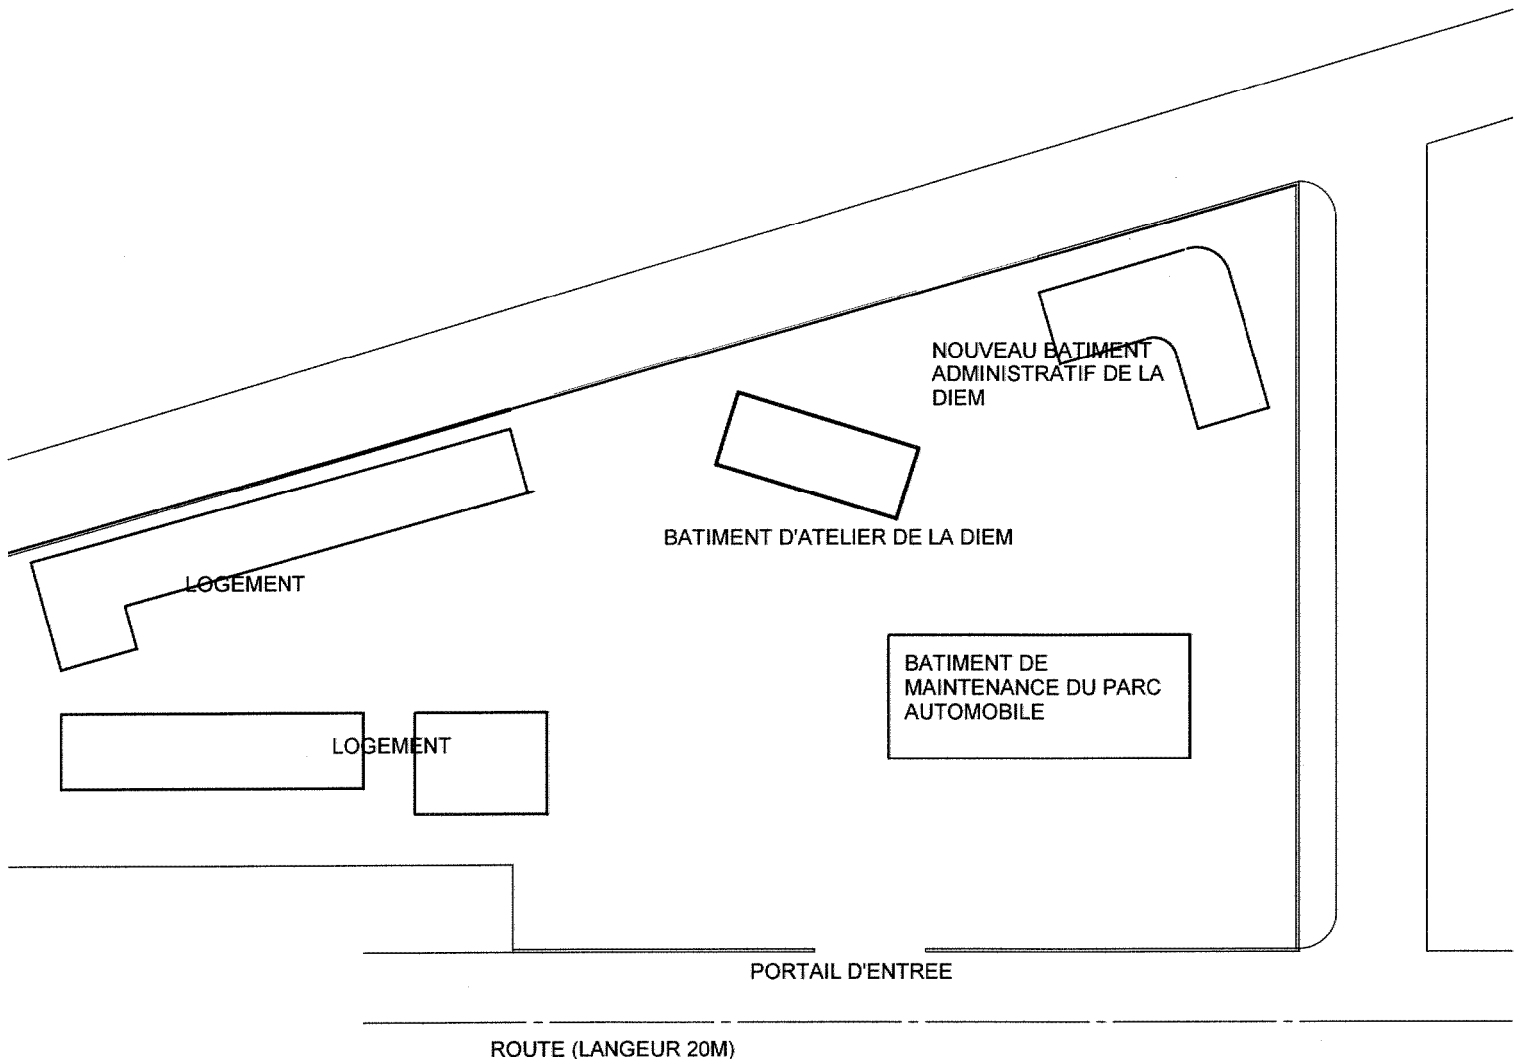 NOUVEAU BATIMENT
ADMINISTRATIF DE LA
DIEM
BATIMENT D'ATELIER DE LA DIEM
LOGEMENT
BATIMENT DE
MAINTENANCE DU PARC
AUTOMOBILE
LOGEMENT
PORTAIL D'ENTREE
ROUTE (LANGEUR 20M)